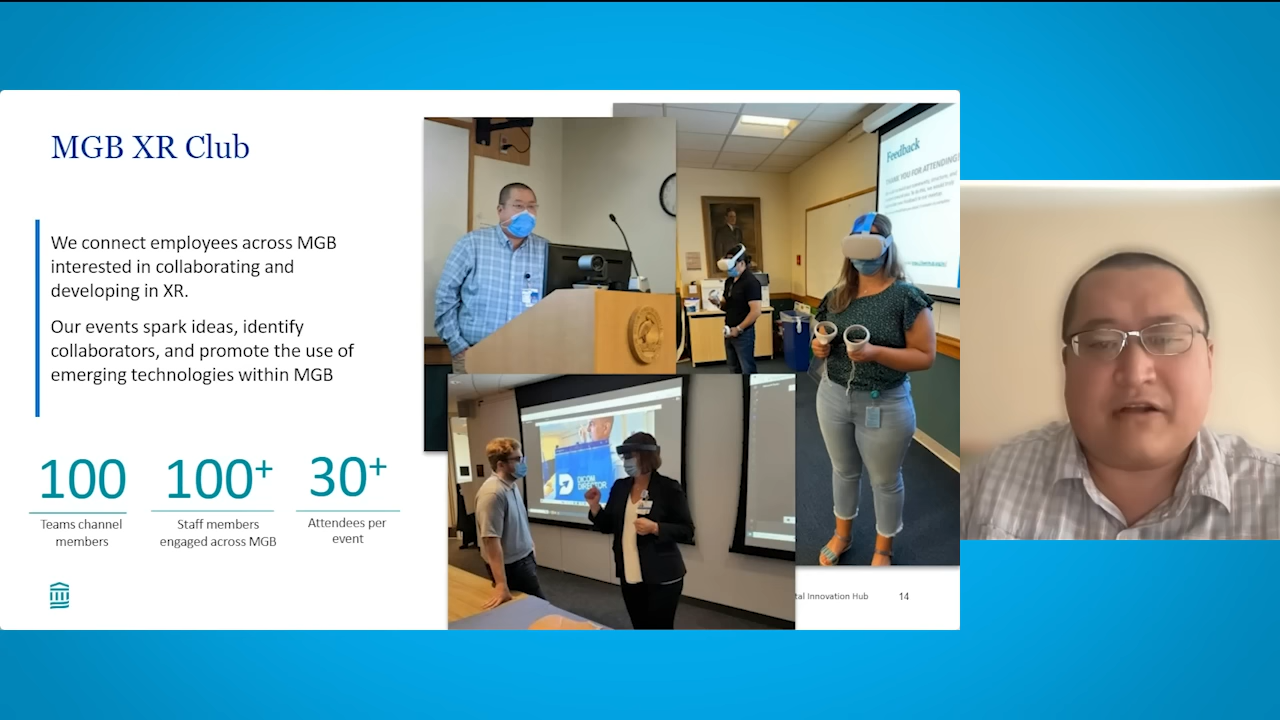 MGB XR Club
We connect employees across MGB
interested in collaborating and
developing in XR.
Our events spark ideas, identify
collaborators, and promote the use of
emerging technologies within MGB
100
Teams channel
members
100+
Staff members
engaged across MGB
30+
Attendees per
event
Feedback
THANK YOU FOR ATTENDING!
DICOM
DIRECTOR
tal Innovation Hub
14